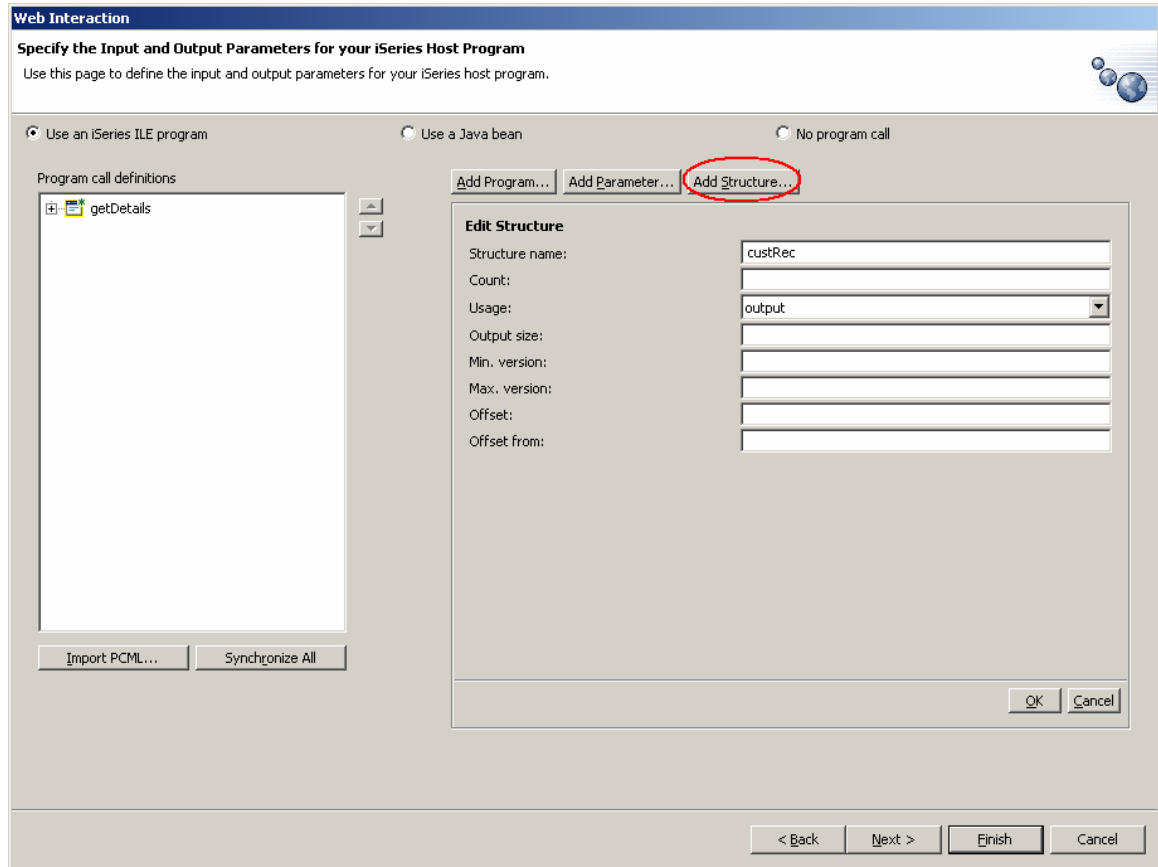 Web Interaction
Specify the Input and Output Parameters for your iSeries Host Program
Use this page to define the input and output parameters for your iSeries host program.
Use an iSeries ILE program
Use a Java bean
No program call
Program call definitions
getDetails
Add Program...
Add Parameter...
Add Structure...
Edit Structure
Structure name: custRec
Count:
Usage: output
Output size:
Min. version:
Max. version:
Offset:
Offset from:
Import PCML...
Synchronize All
OK
Cancel
< Back
Next >
Finish
Cancel